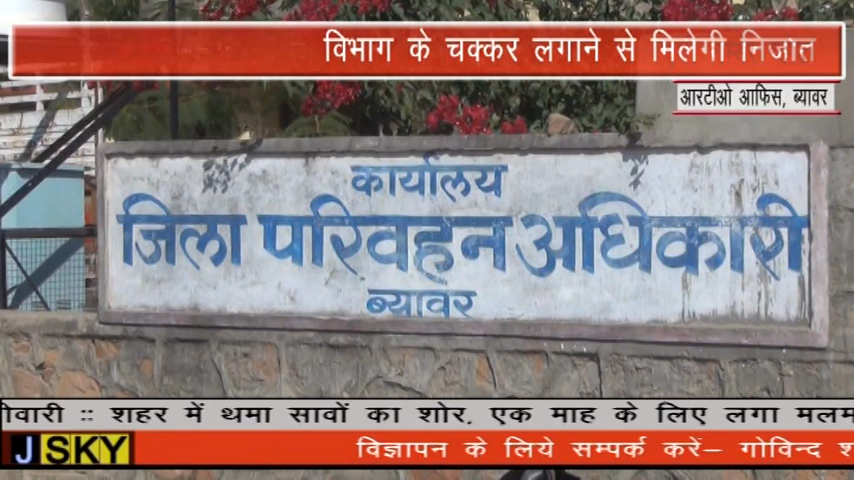 विभाग के चक्कर लगाने से मिलेगी निजात
आरटीओ आफिस, ब्यावर
कार्यालय
जिला परिवहन अधिकारी
ब्यावर
शहर में थमा सावों का शोर, एक माह के लिए लगा
J SKY
विज्ञापन के लिये सम्पर्क करें– गोविन्द